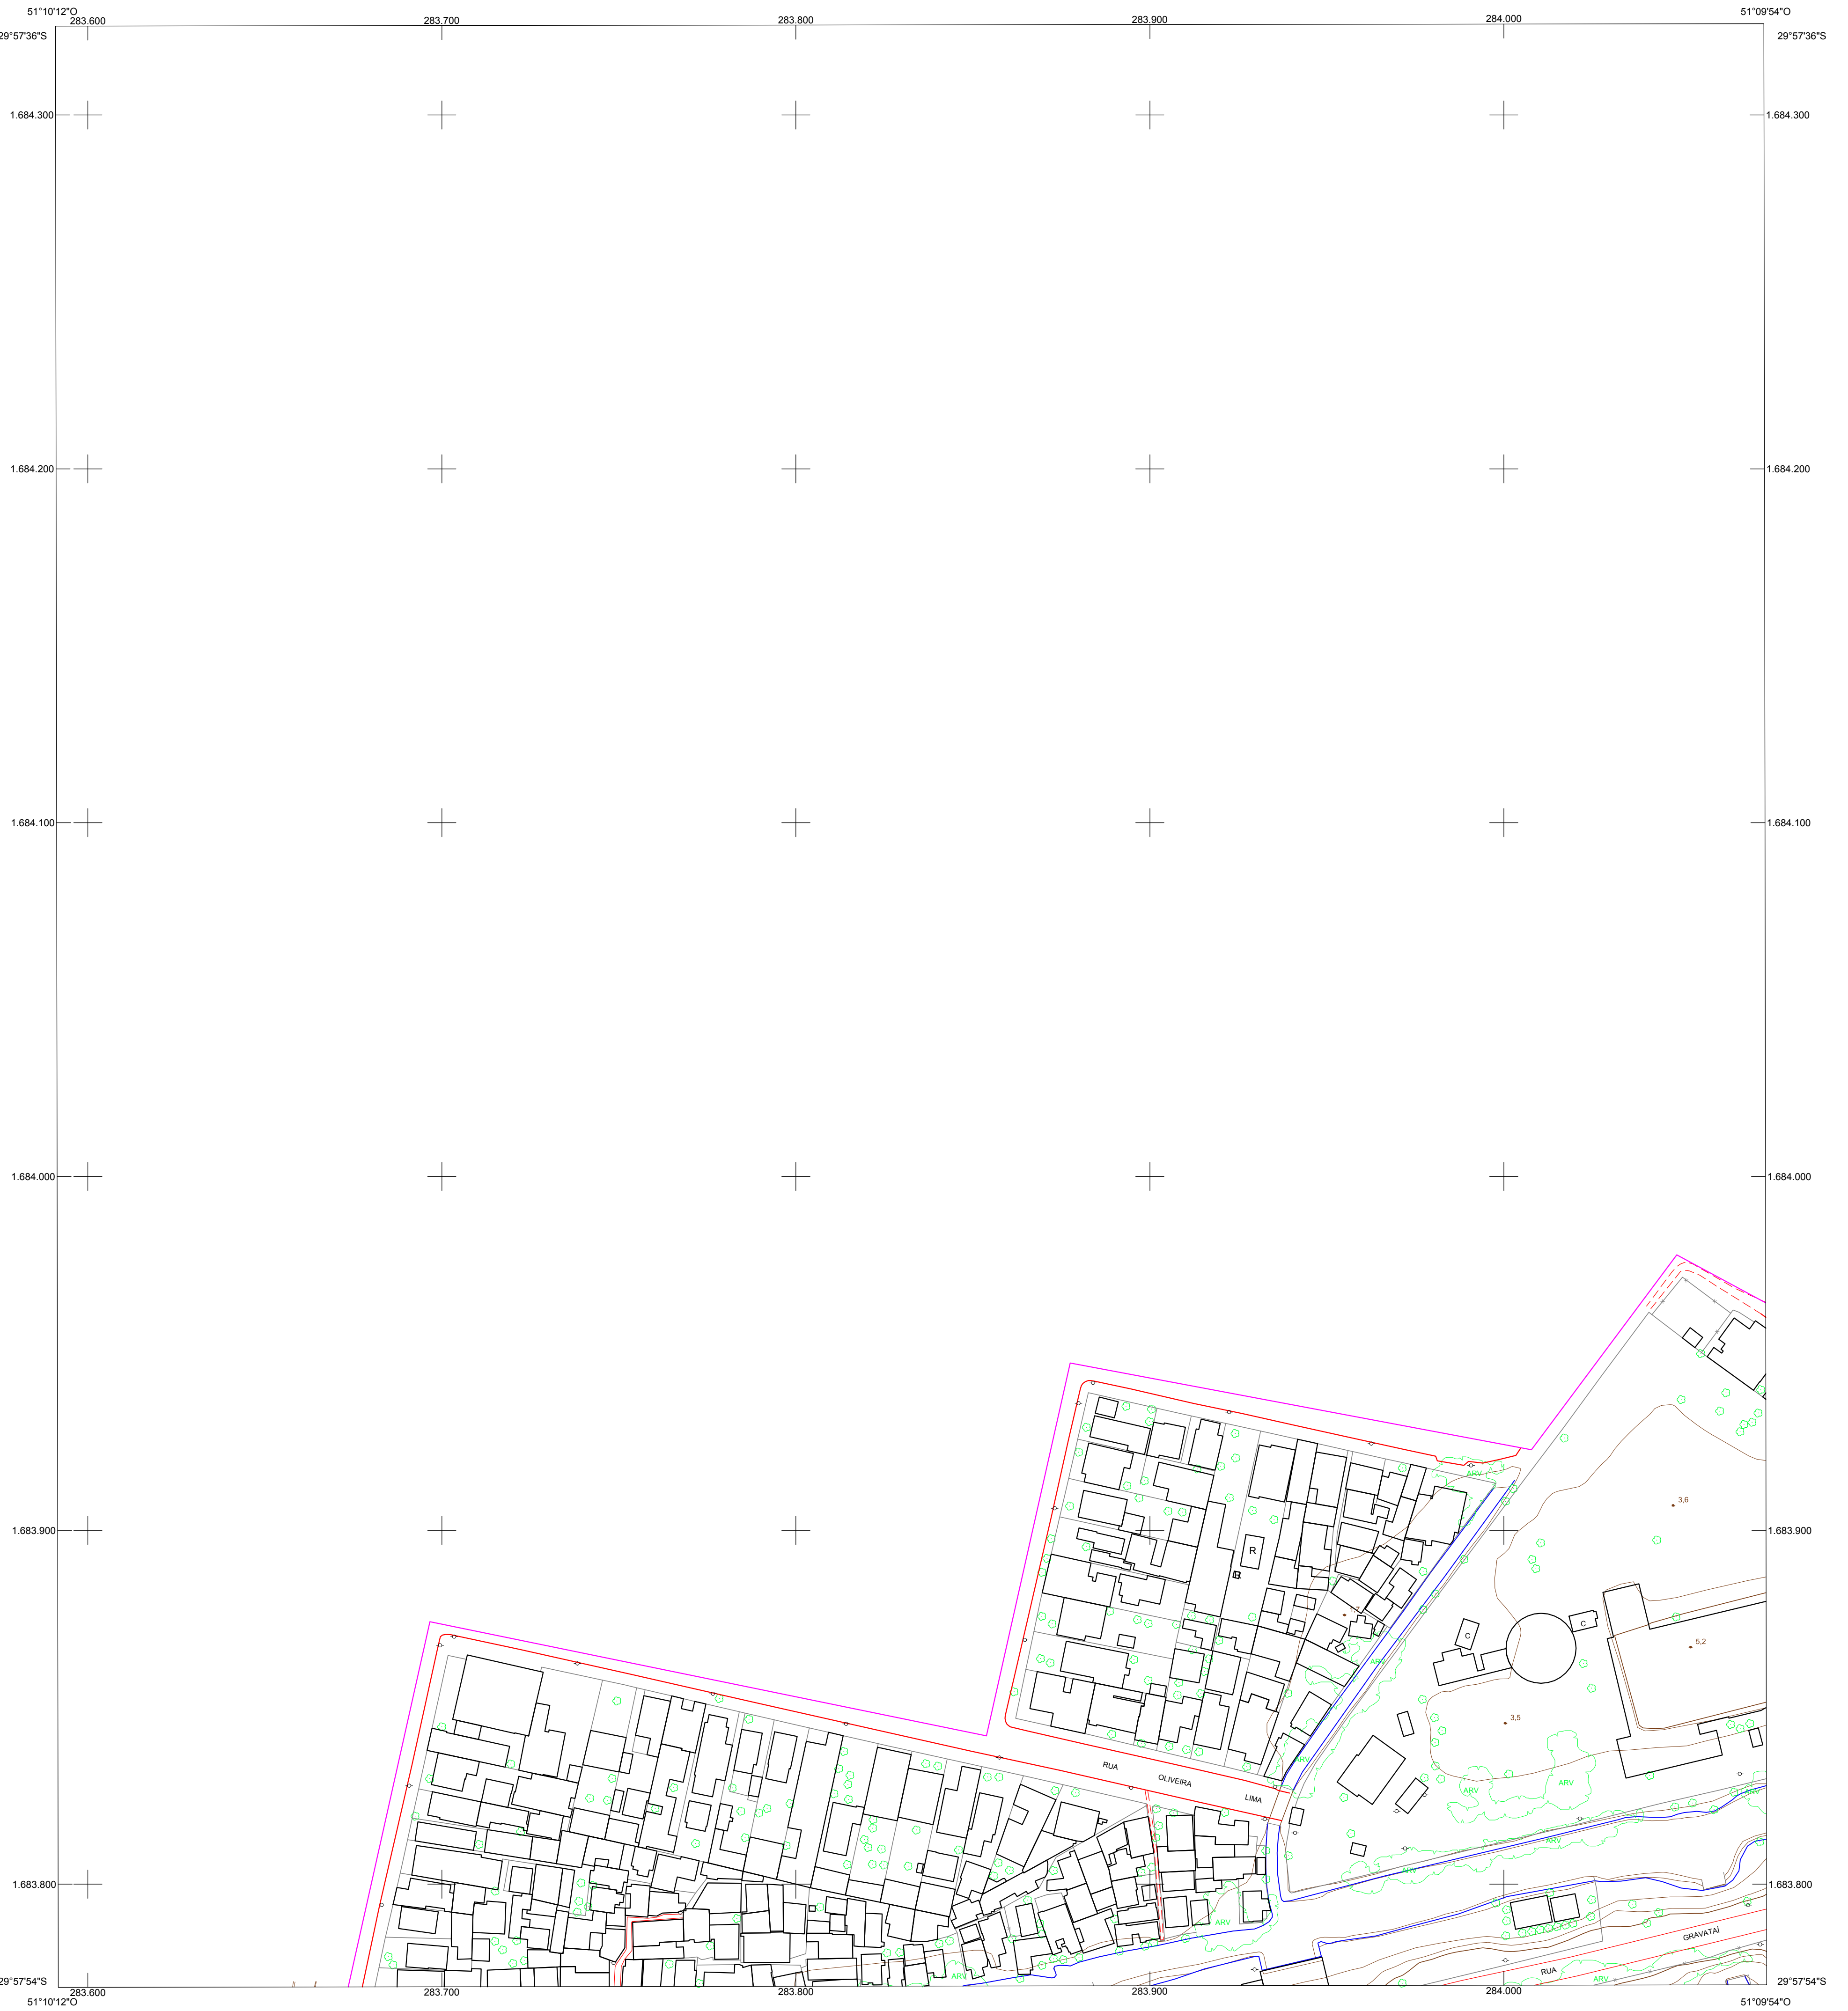 51°10'12"O
283.600
283.700
283.800
283.900
284.000
51°09'54"O
29°57'36"S
29°57'36"S
1.684.300
1.684.300
1.684.200
1.684.200
1.684.100
1.684.100
1.684.000
1.684.000
ARV
3,6
1.683.900
1.683.900
R
C
C
5,2
ARV
3,5
ARV
RUA
OLIVEIRA
LIMA
ARV
ARV
ARV
ARV
ARV
1.683.800
1.683.800
ARV
GRAVATAÍ
RUA
ARV
ARV
29°57'54"S
29°57'54"S
283.600
283.700
283.800
283.900
284.000
51°10'12"O
51°09'54"O